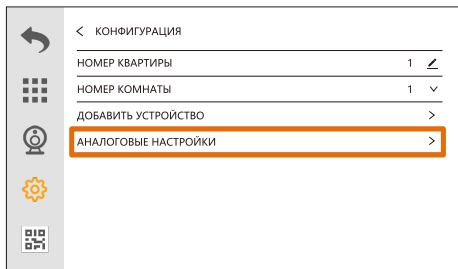 < КОНФИГУРАЦИЯ
НОМЕР КВАРТИРЫ 1
НОМЕР КОМНАТЫ 1
ДОБАВИТЬ УСТРОЙСТВО >
АНАЛОГОВЫЕ НАСТРОЙКИ >